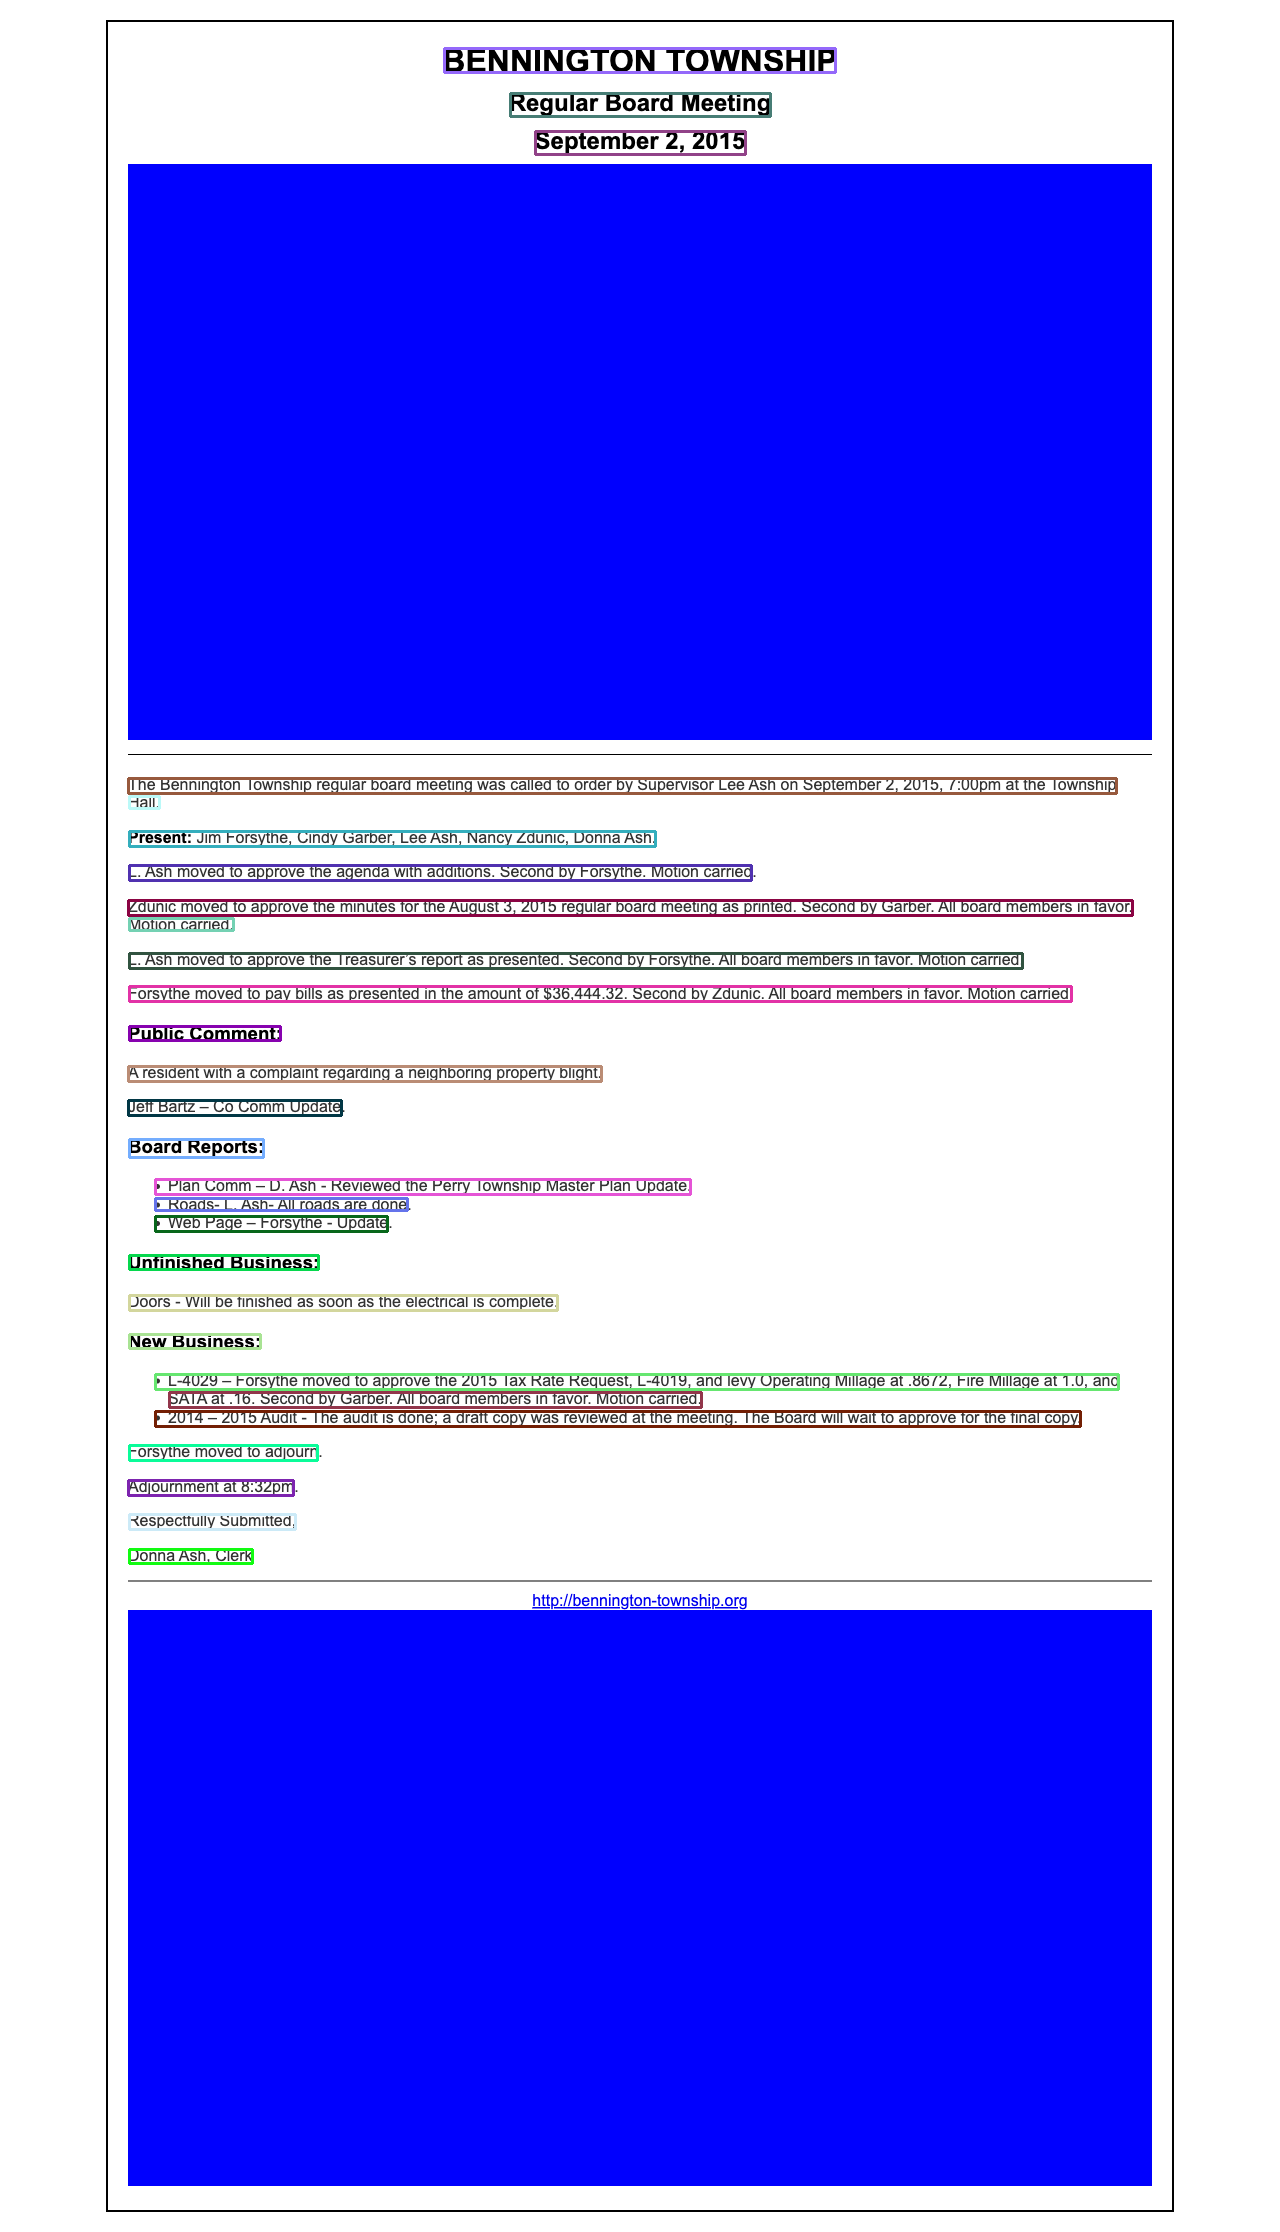 BENNINGTON TOWNSHIP
Regular Board Meeting
September 2, 2015
The Bennington Township regular board meeting was called to order by Supervisor Lee Ash on September 2, 2015, 7:00pm at the Township
Hall.
Present: Jim Forsythe, Cindy Garber, Lee Ash, Nancy Zdunic, Donna Ash.
L. Ash moved to approve the agenda with additions. Second by Forsythe. Motion carried.
Zdunic moved to approve the minutes for the August 3, 2015 regular board meeting as printed. Second by Garber. All board members in favor.
Motion carried.
L. Ash moved to approve the Treasurer's report as presented. Second by Forsythe. All board members in favor. Motion carried.
Forsythe moved to pay bills as presented in the amount of $36,444.32. Second by Zdunic. All board members in favor. Motion carried.
Public Comment:
A resident with a complaint regarding a neighboring property blight.
Jeff Bartz – Co Comm Update.
Board Reports:
• Plan Comm – D. Ash - Reviewed the Perry Township Master Plan Update.
• Roads- L. Ash- All roads are done.
• Web Page – Forsythe - Update.
Unfinished Business:
Doors - Will be finished as soon as the electrical is complete.
New Business:
• L-4029 – Forsythe moved to approve the 2015 Tax Rate Request, L-4019, and levy Operating Millage at .8672, Fire Millage at 1.0, and
SATA at .16. Second by Garber. All board members in favor. Motion carried.
• 2014 – 2015 Audit - The audit is done; a draft copy was reviewed at the meeting. The Board will wait to approve for the final copy.
Forsythe moved to adjourn.
Adjournment at 8:32pm.
Respectfully Submitted,
Donna Ash, Clerk
http://bennington-township.org